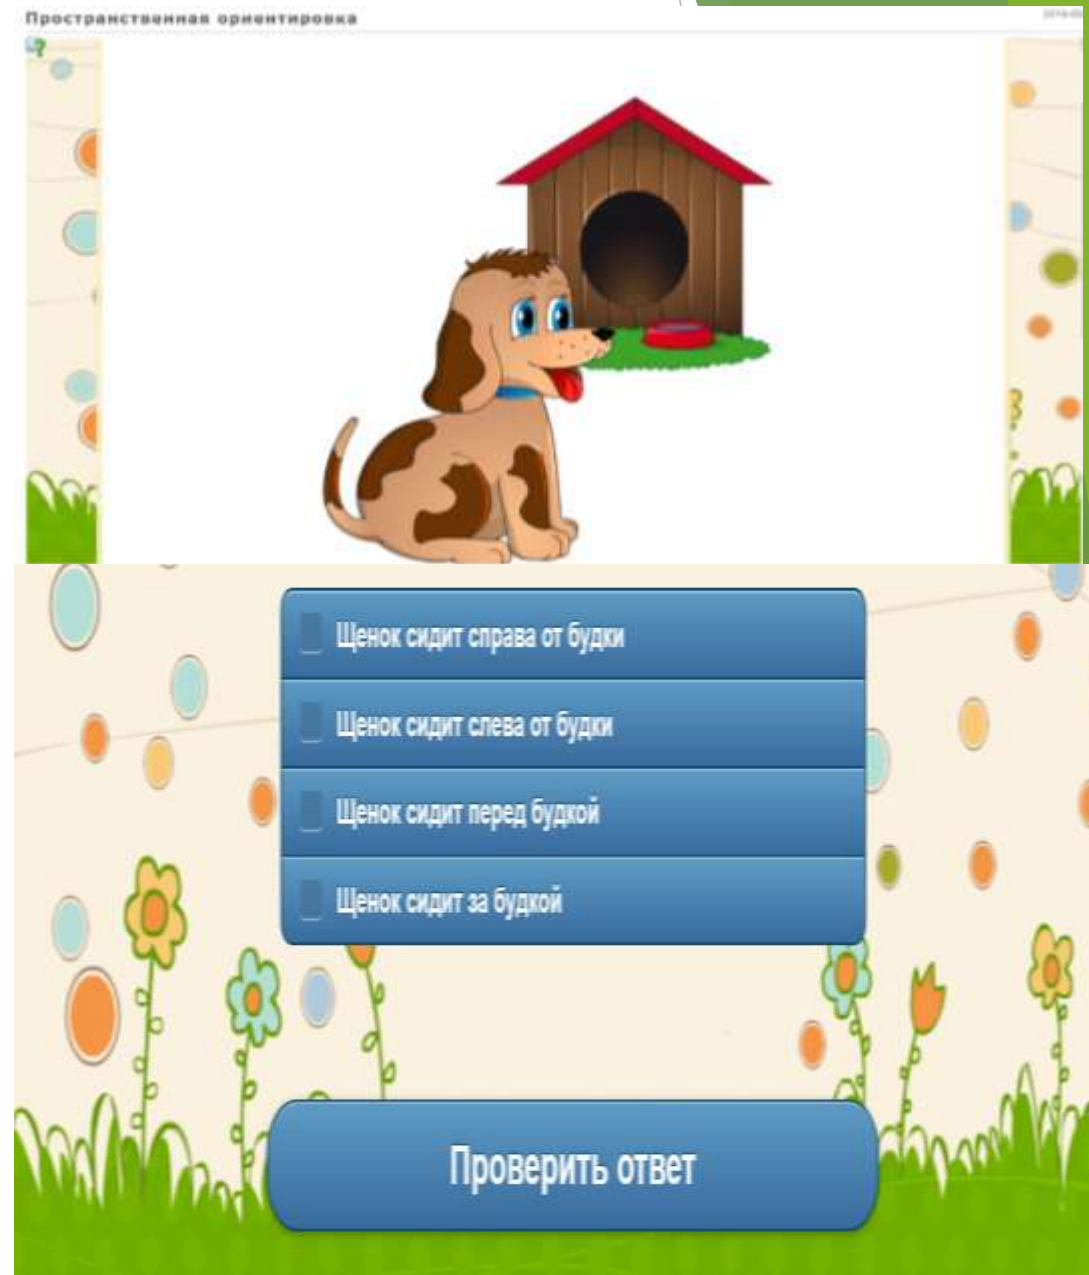 Пространственная ориентировка
?
Щенок сидит справа от будки
Щенок сидит слева от будки
Щенок сидит перед будкой
Щенок сидит за будкой
Проверить ответ